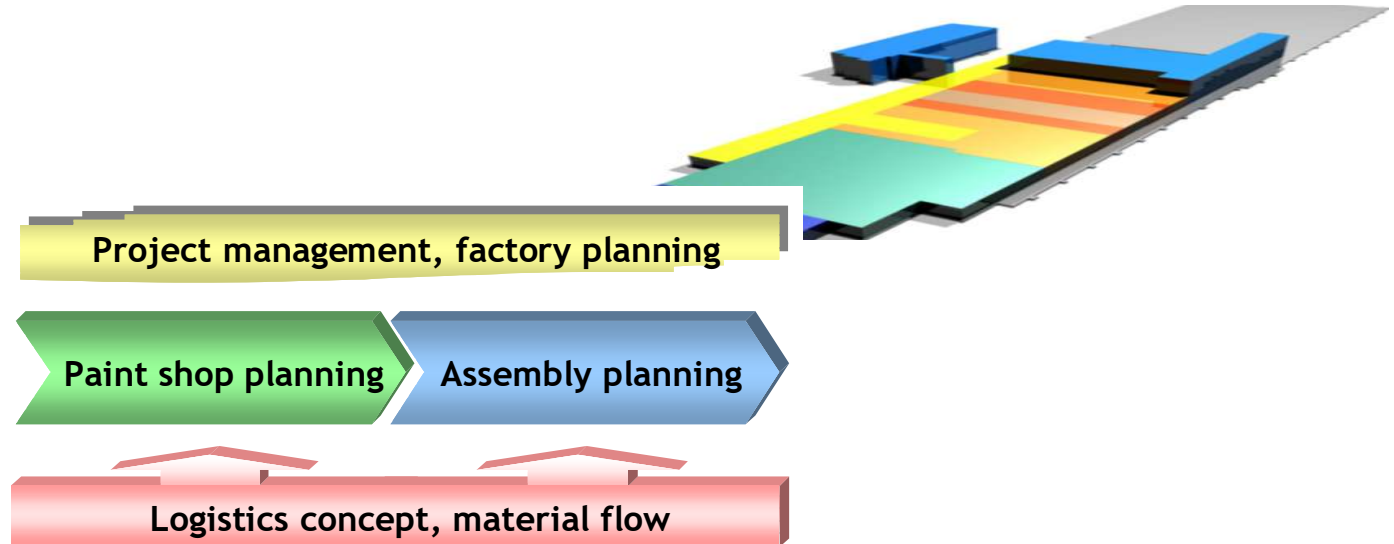 Project management, factory planning
Paint shop planning
Assembly planning
Logistics concept, material flow